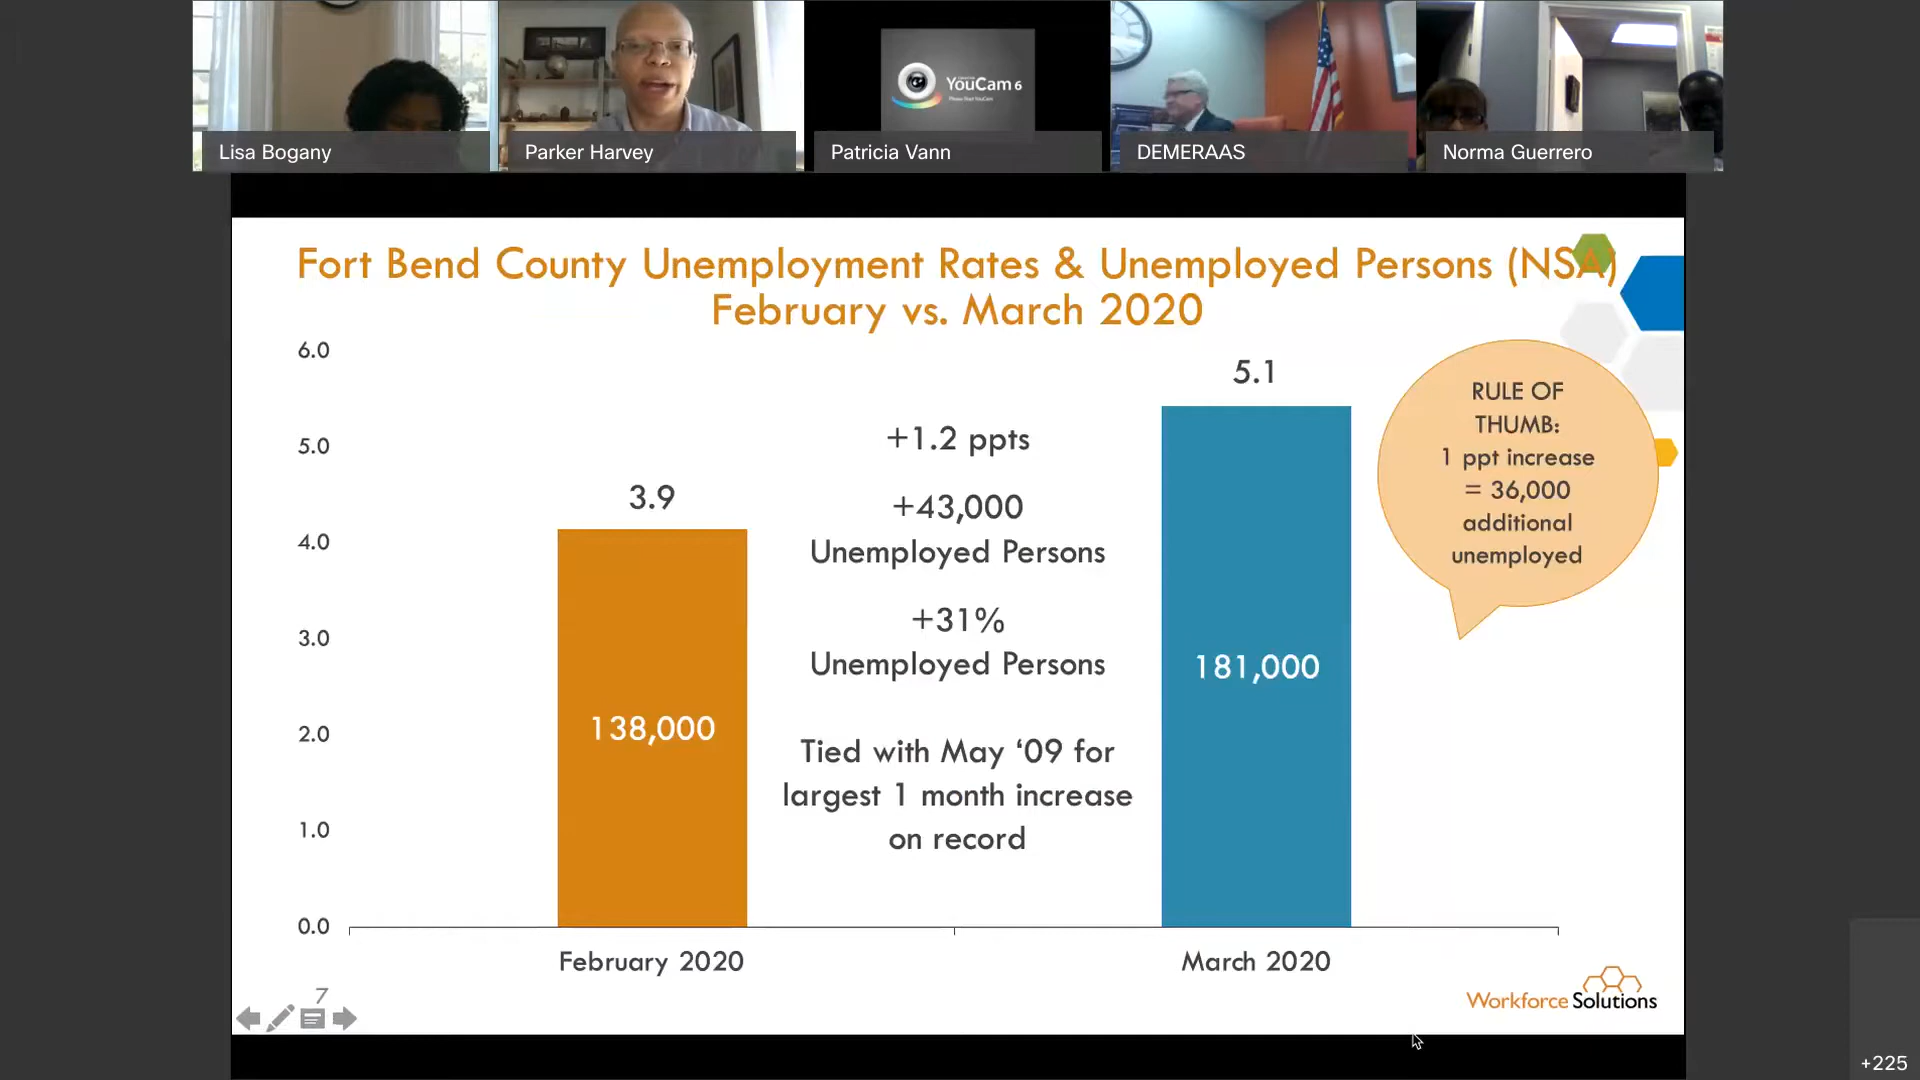 YouCam 6
Please Start YouCam
Lisa Bogany
Parker Harvey
Patricia Vann
DEMERAAS
Norma Guerrero
Fort Bend County Unemployment Rates & Unemployed Persons (NSA)
February vs. March 2020
6.0
5.0
4.0
3.0
2.0
1.0
0.0
3.9
138,000
+1.2 ppts
+43,000
Unemployed Persons
+31%
Unemployed Persons
Tied with May ‘09 for
largest 1 month increase
on record
5.1
181,000
RULE OF
THUMB:
1 ppt increase
= 36,000
additional
unemployed
February 2020
March 2020
7
Workforce Solutions
+225